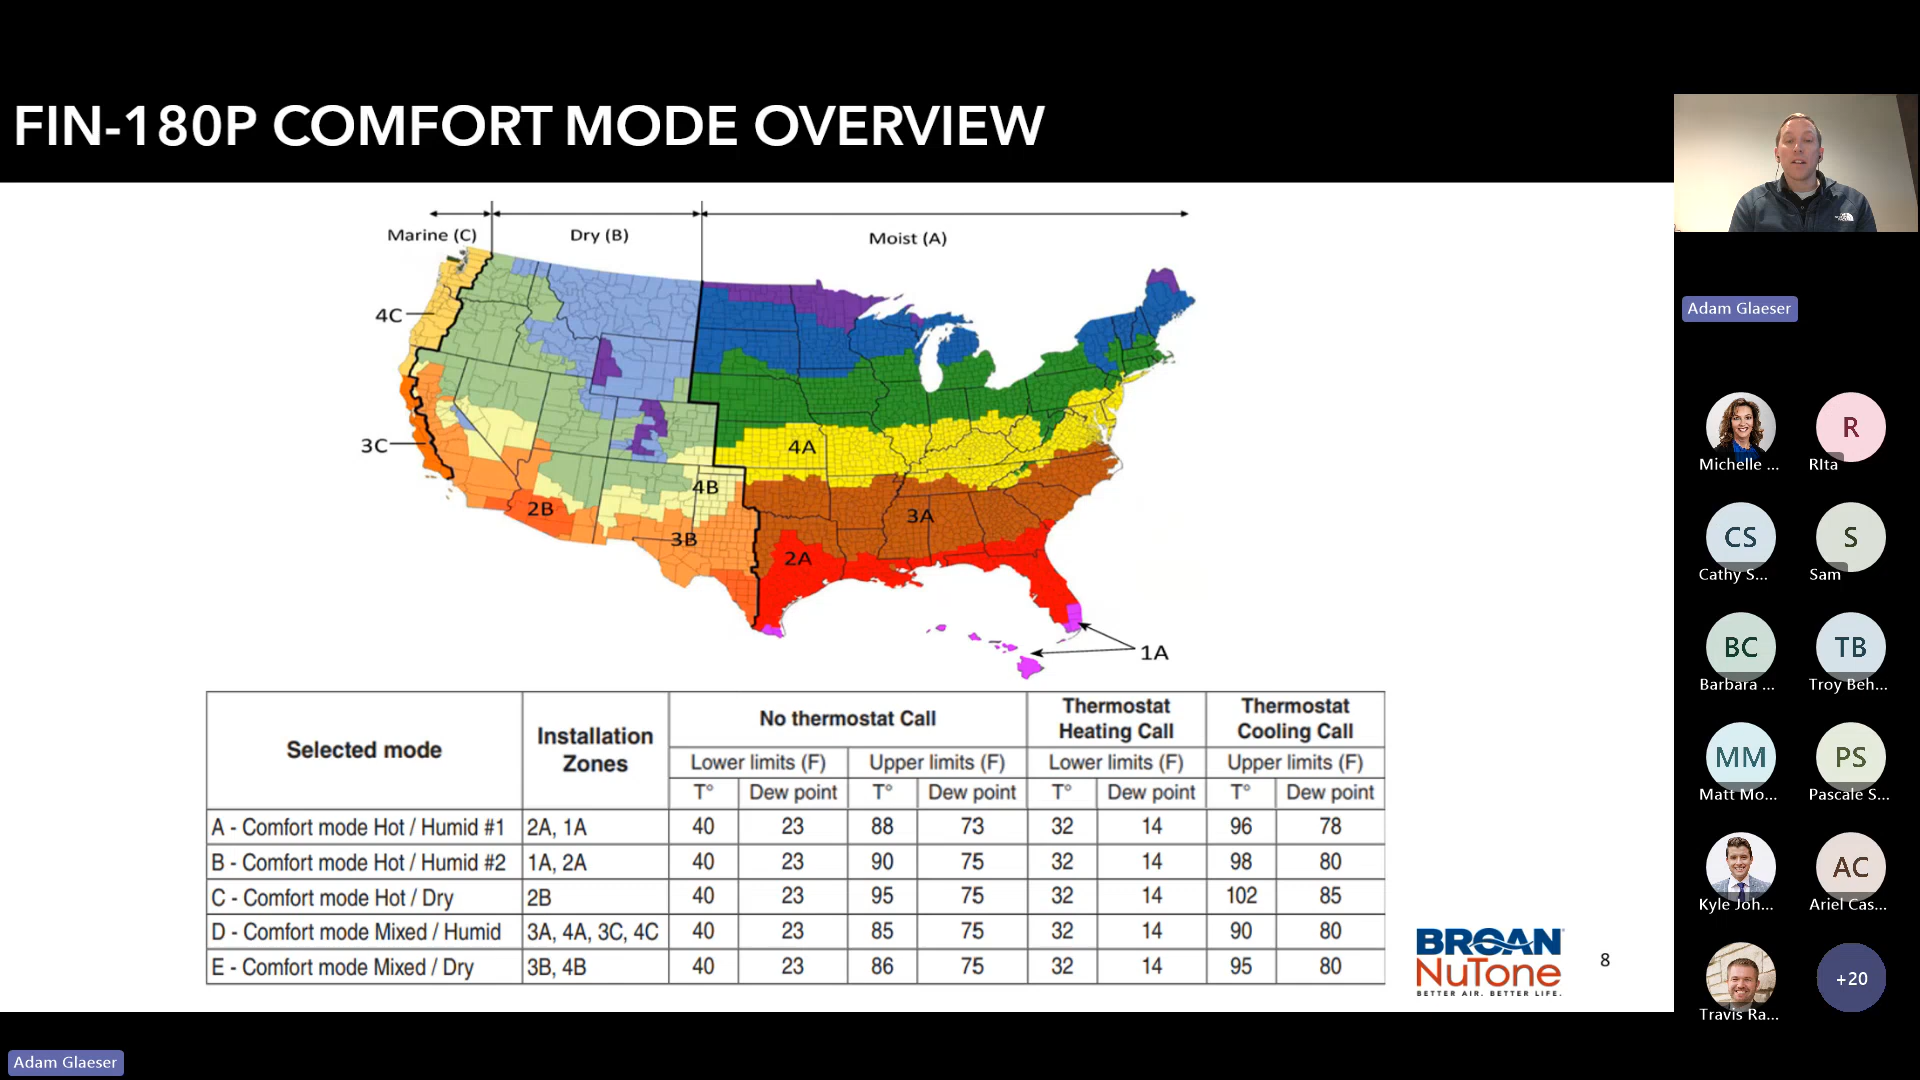 FIN-180P COMFORT MODE OVERVIEW
Marine (C)
Dry (B)
Moist (A)
4C
3C
2B
4B
3B
4A
3A
2A
1A
Selected mode
Installation Zones
No thermostat Call
Thermostat Heating Call
Thermostat Cooling Call
Lower limits (F) Upper limits (F) Lower limits (F) Upper limits (F)
T° Dew point T° Dew point T° Dew point T° Dew point
A - Comfort mode Hot / Humid #1 2A, 1A 40 23 88 73 32 14 96 78
B - Comfort mode Hot / Humid #2 1A, 2A 40 23 90 75 32 14 98 80
C - Comfort mode Hot / Dry 2B 40 23 95 75 32 14 102 85
D - Comfort mode Mixed / Humid 3A, 4A, 3C, 4C 40 23 85 75 32 14 90 80
E - Comfort mode Mixed / Dry 3B, 4B 40 23 86 75 32 14 95 80
BROAN
NuTone
BETTER AIR. BETTER LIFE.
8
Adam Glaeser
Michelle ...
R
RIta
CS
Cathy S...
S
Sam
BC
Barbara ...
TB
Troy Beh...
MM
Matt Mo...
PS
Pascale S...
Kyle Joh...
AC
Ariel Cas...
Travis Ra...
+20
Adam Glaeser